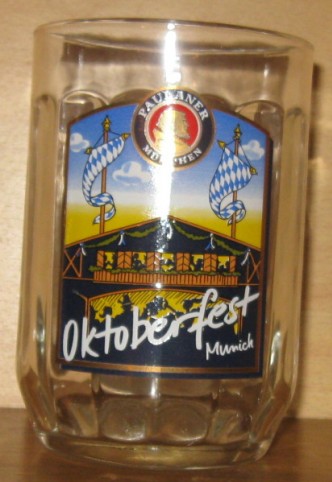 PAULANER
MÜNCHEN
Oktoberfest
Munich